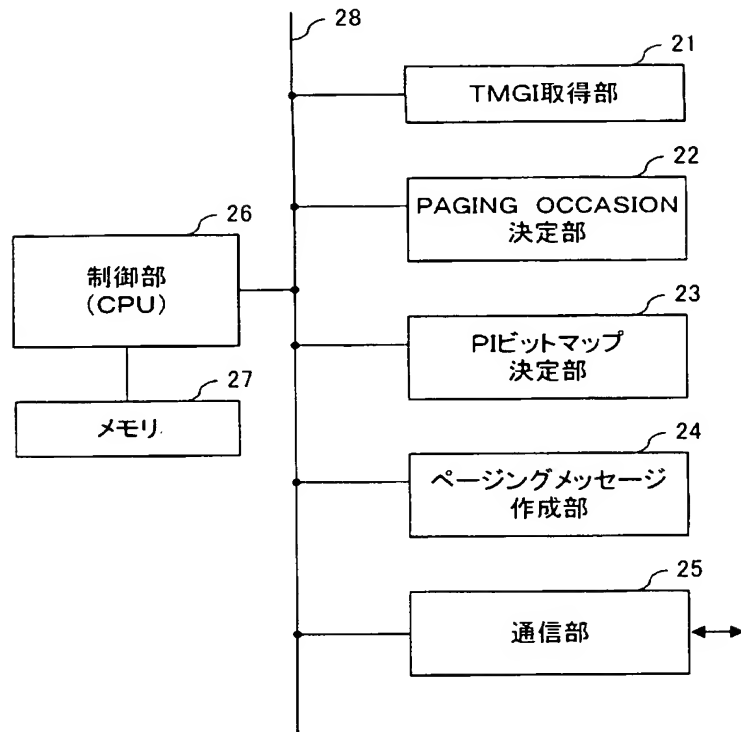 28
21
TMGI取得部
22
PAGING OCCASION
決定部
26
制御部
(CPU)
23
PIビットマップ
決定部
27
メモリ
24
ページングメッセージ
作成部
25
通信部